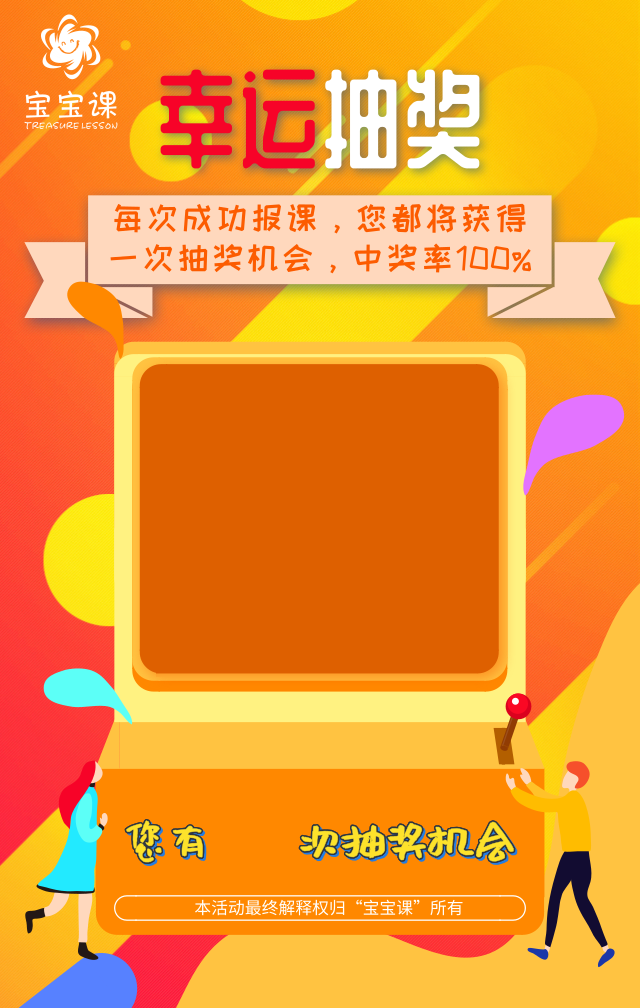 宝宝课
TREASURE LESSON
幸运抽奖
每次成功报课，您都将获得
一次抽奖机会，中奖率100%
您有 次抽奖机会
本活动最终解释权归“宝宝课”所有